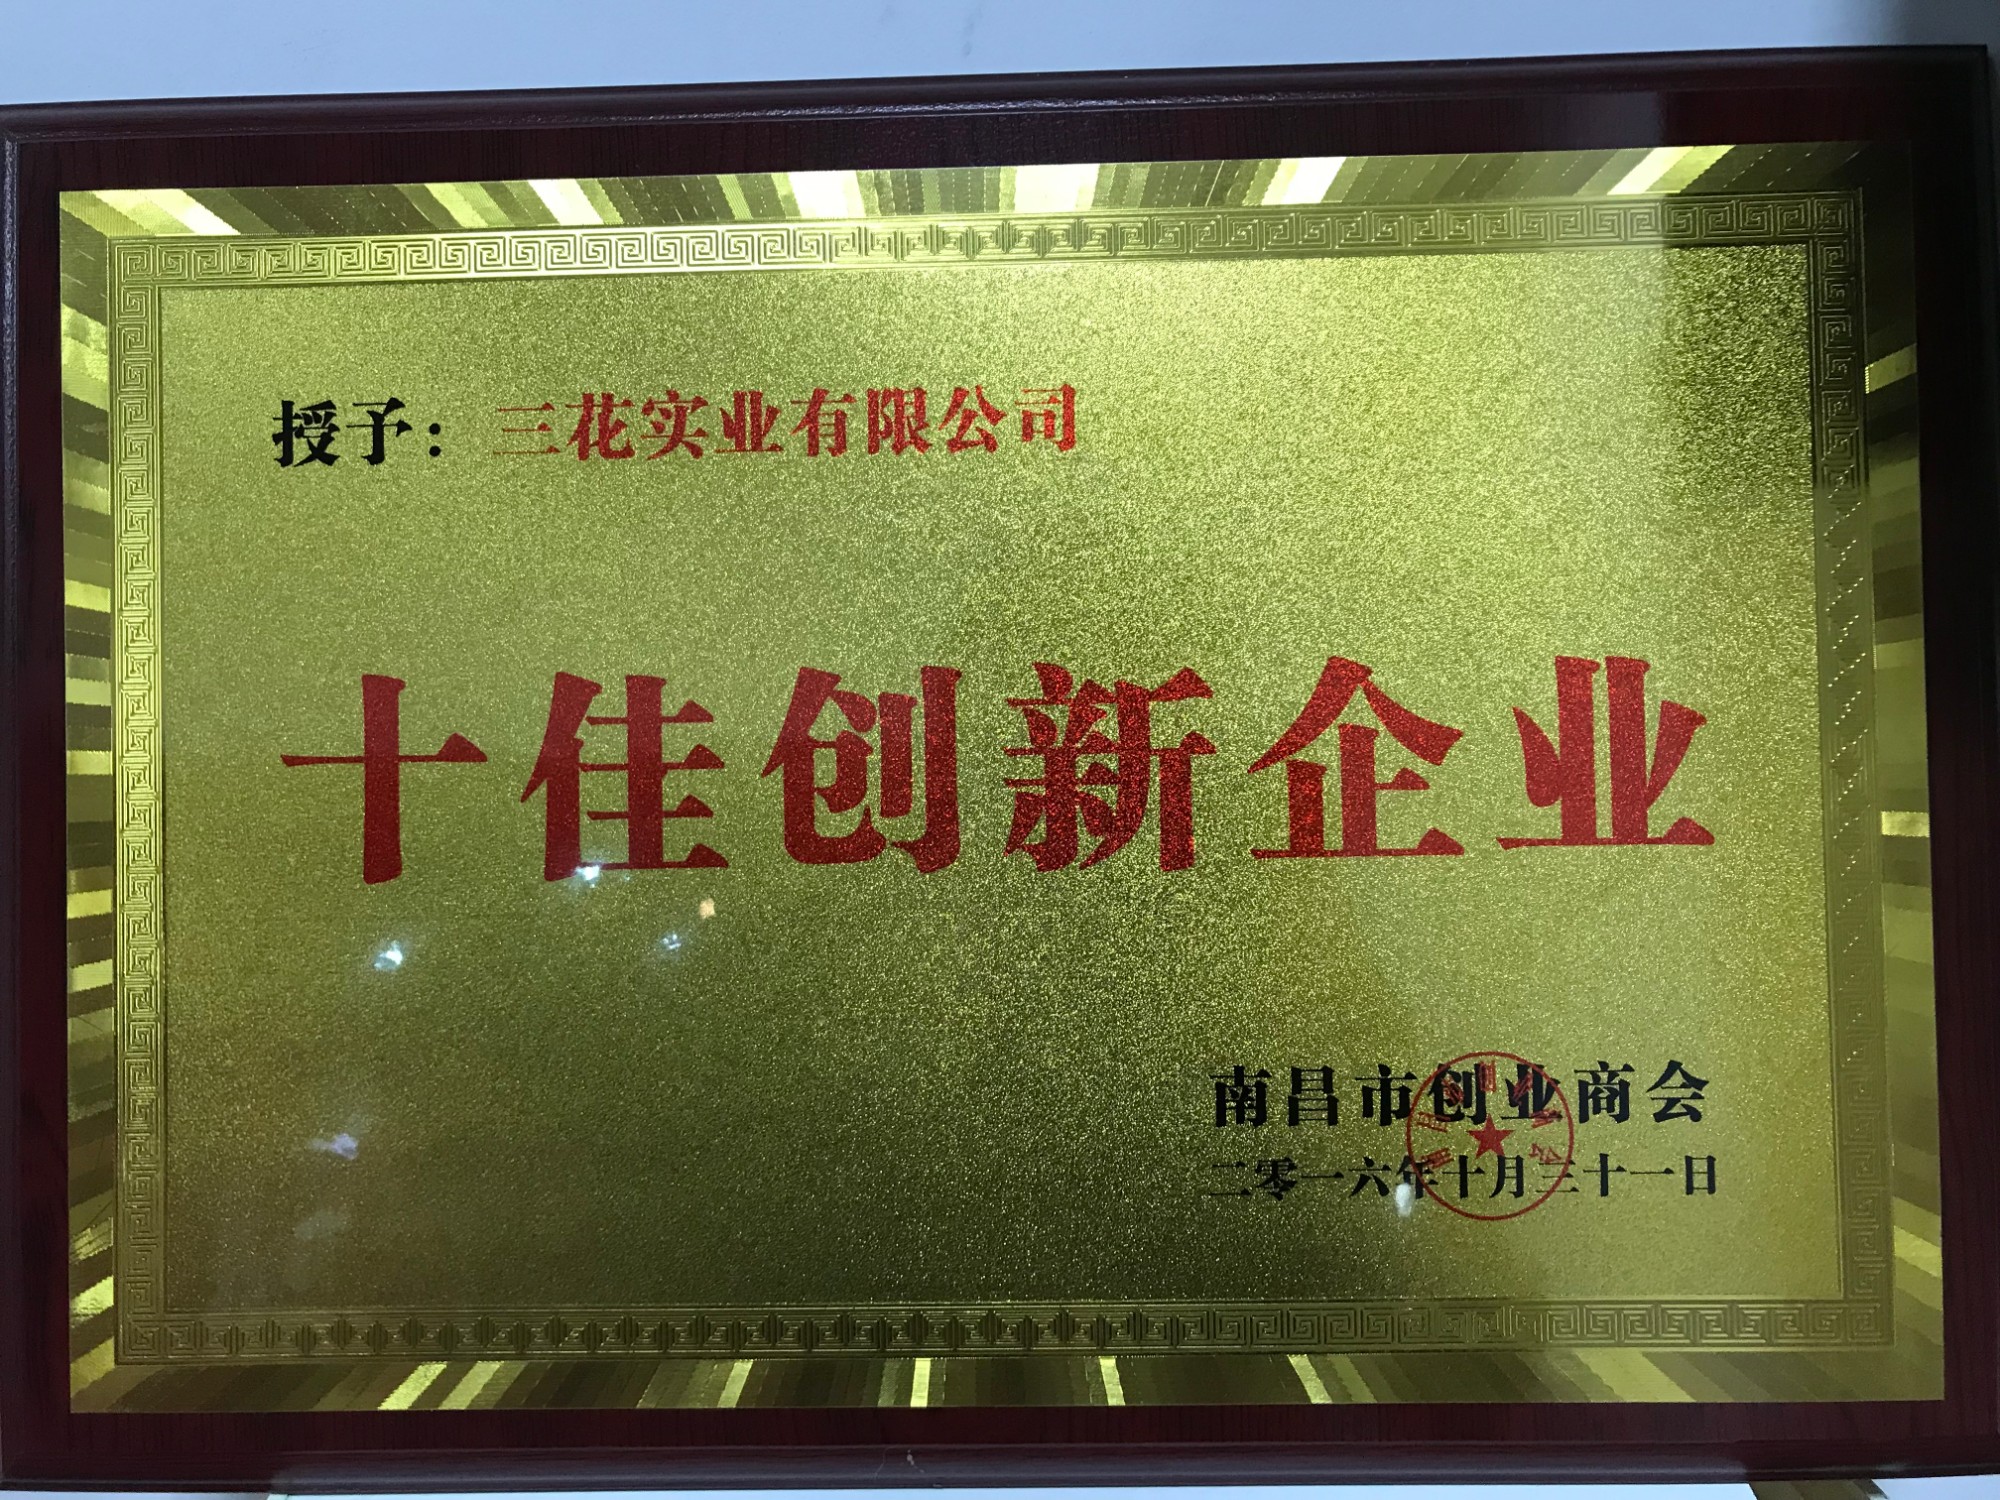 授予：三花实业有限公司
十佳创新企业
南昌市创业商会
二零一六年十月三十一日